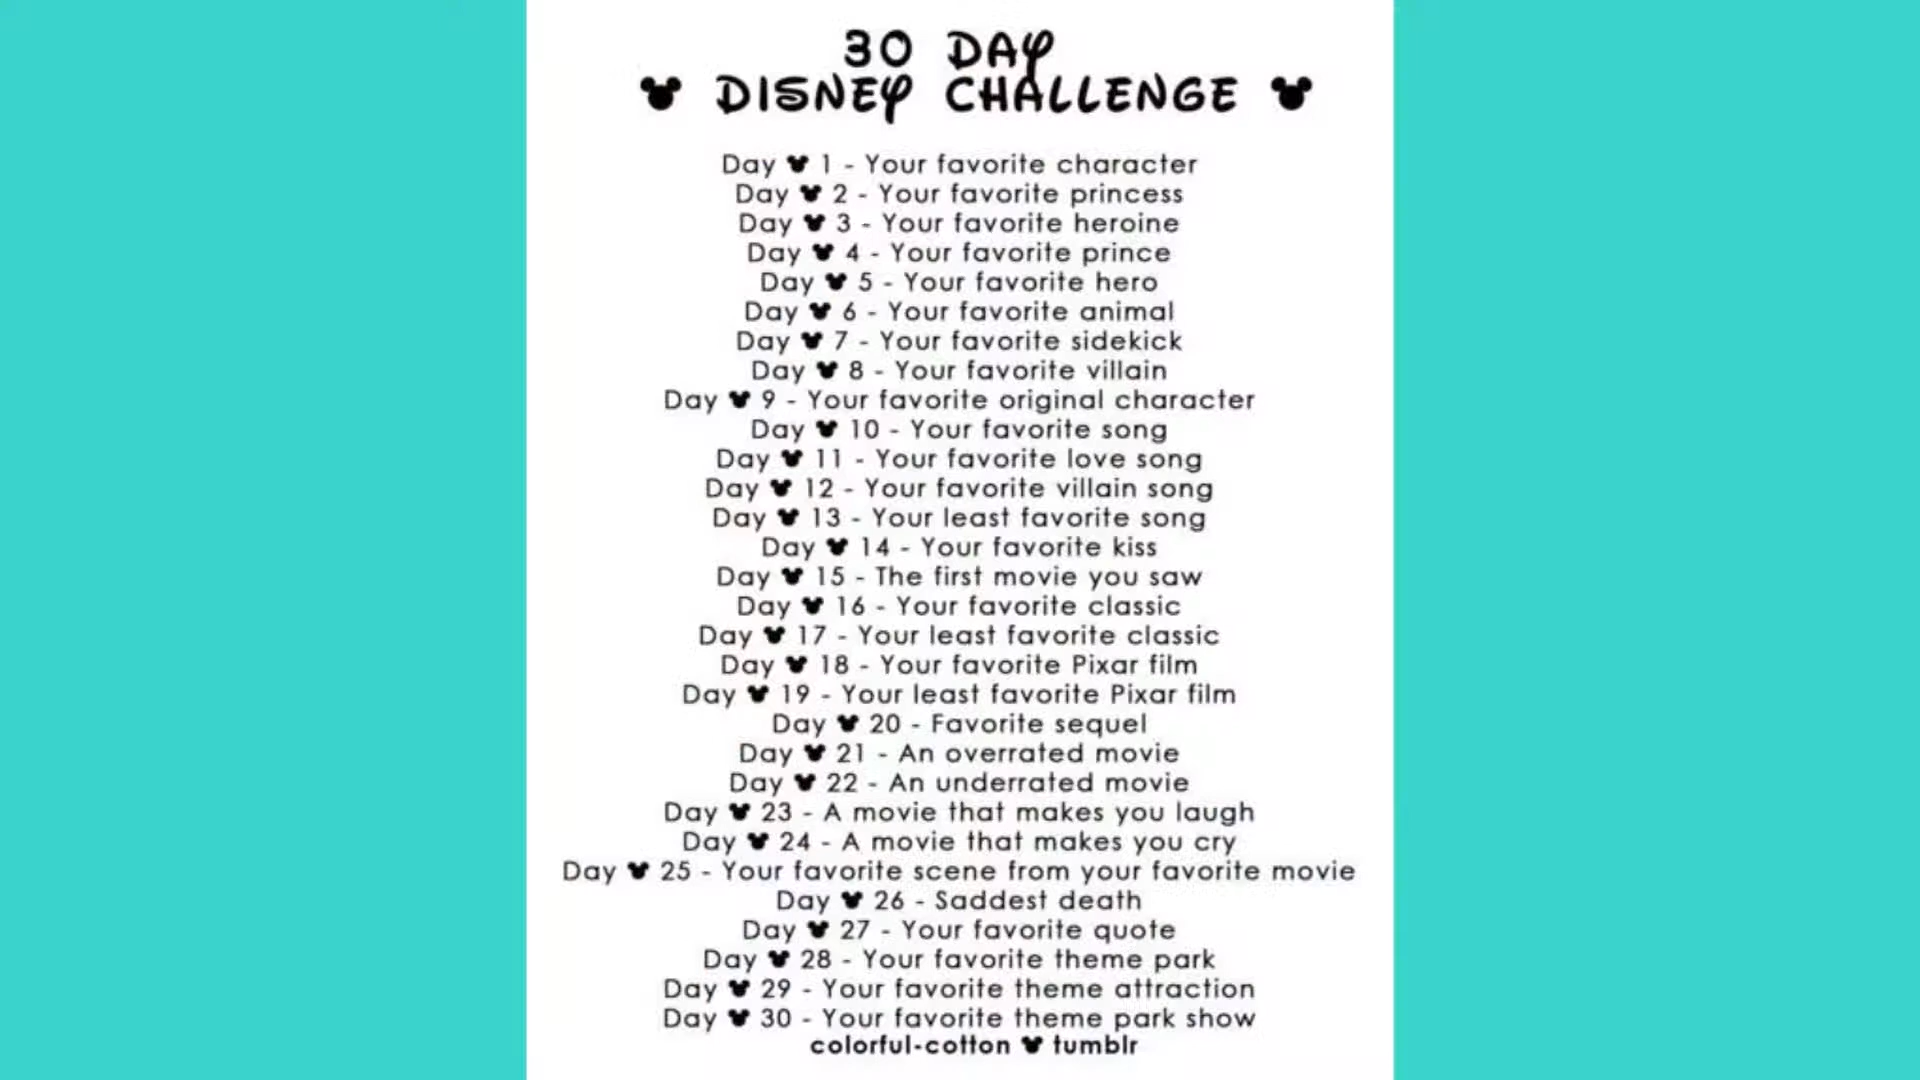 30 DAY
DISNEY CHALLENGE
Day 1 - Your favorite character
Day 2 - Your favorite princess
Day 3 - Your favorite heroine
Day 4 - Your favorite prince
Day 5 - Your favorite hero
Day 6 - Your favorite animal
Day 7 - Your favorite sidekick
Day 8 - Your favorite villain
Day 9 - Your favorite original character
Day 10 - Your favorite song
Day 11 - Your favorite love song
Day 12 - Your favorite villain song
Day 13 - Your least favorite song
Day 14 - Your favorite kiss
Day 15 - The first movie you saw
Day 16 - Your favorite classic
Day 17 - Your least favorite classic
Day 18 - Your favorite Pixar film
Day 19 - Your least favorite Pixar film
Day 20 - Favorite sequel
Day 21 - An overrated movie
Day 22 - An underrated movie
Day 23 - A movie that makes you laugh
Day 24 - A movie that makes you cry
Day 25 - Your favorite scene from your favorite movie
Day 26 - Saddest death
Day 27 - Your favorite quote
Day 28 - Your favorite theme park
Day 29 - Your favorite theme attraction
Day 30 - Your favorite theme park show
colorful-cotton tumblr